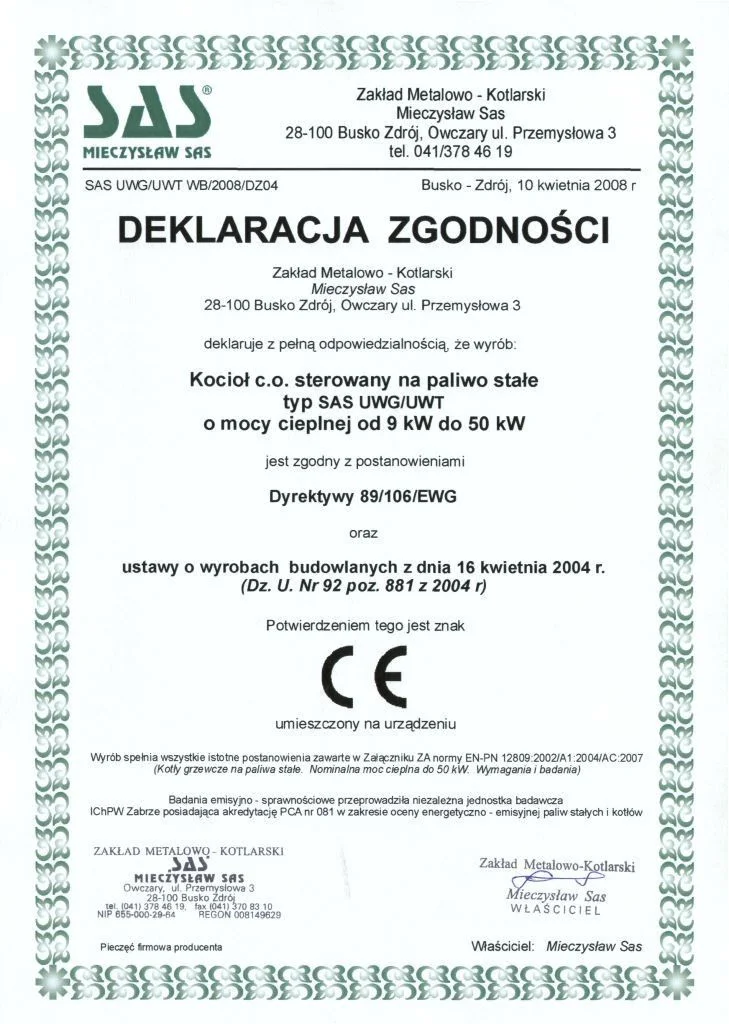 SAS®
MIECZYSŁAW SAS
Zakład Metalowo - Kotlarski
Mieczysław Sas
28-100 Busko Zdrój, Owczary ul. Przemysłowa 3
tel. 041/378 46 19
SAS UWG/UWT WB/2008/DZ04
Busko - Zdrój, 10 kwietnia 2008 r
DEKLARACJA ZGODNOŚCI
Zakład Metalowo - Kotlarski
Mieczysław Sas
28-100 Busko Zdrój, Owczary ul. Przemysłowa 3
deklaruje z pełną odpowiedzialnością, że wyrób:
Kocioł c.o. sterowany na paliwo stałe
typ SAS UWG/UWT
o mocy cieplnej od 9 kW do 50 kW
jest zgodny z postanowieniami
Dyrektywy 89/106/EWG
oraz
ustawy o wyrobach budowlanych z dnia 16 kwietnia 2004 r.
(Dz. U. Nr 92 poz. 881 z 2004 r)
Potwierdzeniem tego jest znak
CE
umieszczony na urządzeniu
Wyrób spełnia wszystkie istotne postanowienia zawarte w Załączniku ZA normy EN-PN 12809:2002/A1:2004/AC:2007
(Kotły grzewcze na paliwa stałe. Nominalna moc cieplna do 50 kW. Wymagania i badania)
Badania emisyjno - sprawnościowe przeprowadziła niezależna jednostka badawcza
IChPW Zabrze posiadająca akredytację PCA nr 081 w zakresie oceny energetyczno - emisyjnej paliw stałych i kotłów
ZAKŁAD METALOWO - KOTLARSKI
SAS
MIECZYSŁAW SAS
Owczary, ul. Przemysłowa 3
28-100 Busko Zdrój
tel. (041) 378 46 19, fax (041) 370 83 10
NIP 655-000-29-64 REGON 008149629
Pieczęć firmowa producenta
Zakład Metalowo-Kotlarski
Mieczysław Sas
WŁAŚCICIEL
Właściciel: Mieczysław Sas